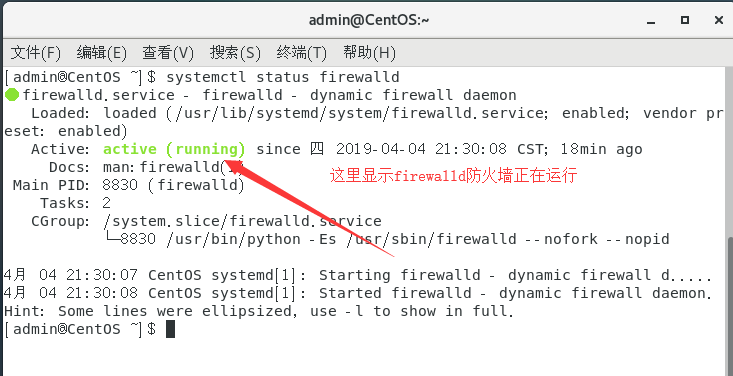 admin@CentOS:~
文件(F) 编辑(E) 查看(V) 搜索(S) 终端(T) 帮助(H)
[admin@CentOS ~]$ systemctl status firewalld
firewalld.service - firewalld - dynamic firewall daemon
Loaded: loaded (/usr/lib/systemd/system/firewalld.service; enabled; vendor pr
eset: enabled)
Active: active (running) since 四 2019-04-04 21:30:08 CST; 18min ago
Docs: man:firewalld(1)
这里显示firewalld防火墙正在运行
Main PID: 8830 (firewalld)
Tasks: 2
CGroup: /system.slice/firewalld.service
└─8830 /usr/bin/python -Es /usr/sbin/firewalld --nofork --nopid
4月 04 21:30:07 CentOS systemd[1]: Starting firewalld - dynamic firewall d.....
4月 04 21:30:08 CentOS systemd[1]: Started firewalld - dynamic firewall daemon.
Hint: Some lines were ellipsized, use -l to show in full.
[admin@CentOS ~]$